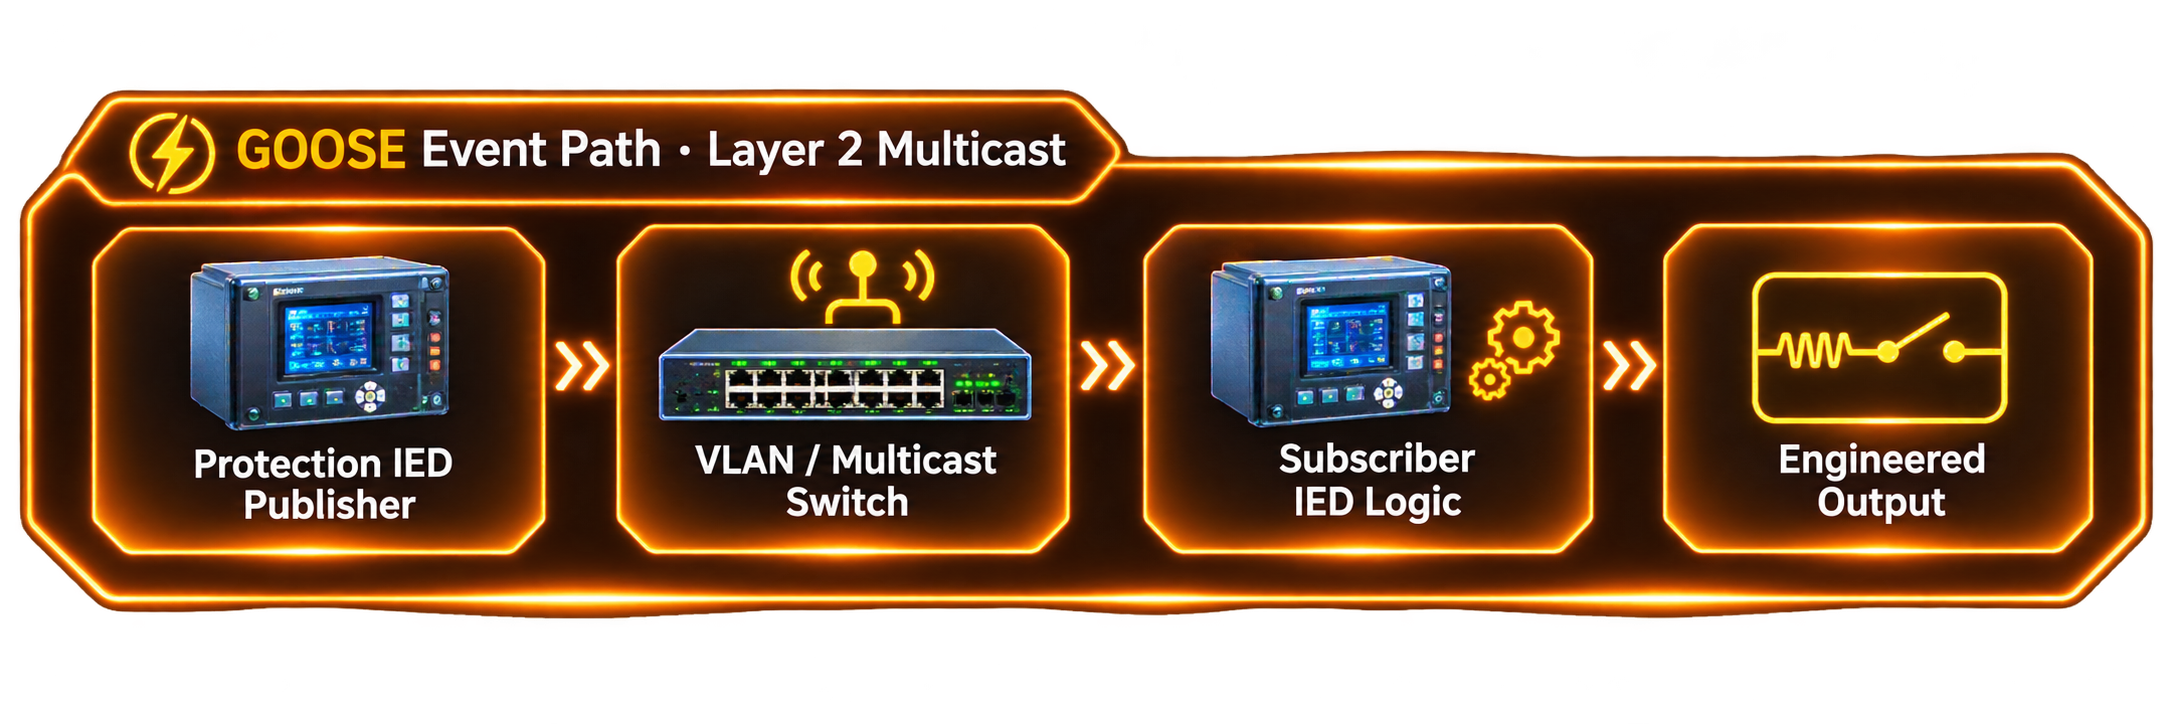 GOOSE Event Path · Layer 2 Multicast
Protection IED
Publisher
VLAN / Multicast
Switch
Subscriber
IED Logic
Engineered
Output